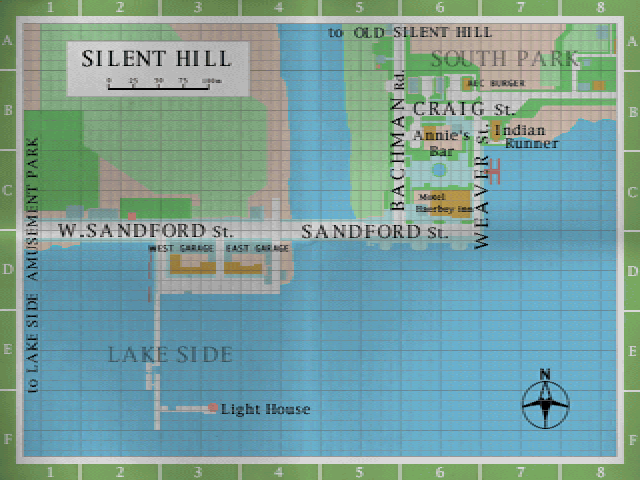 1 2 3 4 5 6 7 8
to OLD SILENT HILL
A A
SILENT HILL
SOUTH PARK
0 25 50 75 100m
AEC BURGER
B B
CRAIG St.
BACHMAN Rd.
Annie's
Bar
WEAVER St.
Indian
Runner
C C
Motel
Haerbey inn
to LAKE SIDE AMUSEMENT PARK
W.SANDFORD St.
SANDFORD St.
WEST GARAGE
EAST GARAGE
D D
E E
LAKE SIDE
N
Light House
F F
1 2 3 4 5 6 7 8